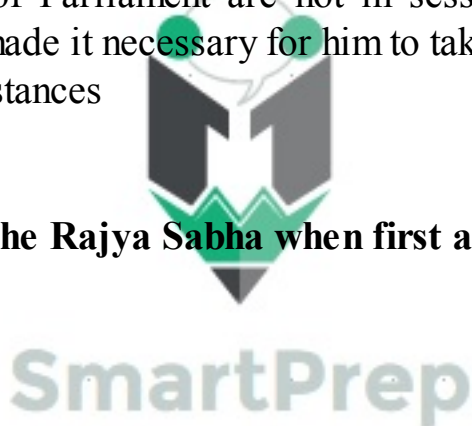 of Parliament are not in sess
made it necessary for him to tak
stances
he Rajya Sabha when first a
SmartPrep